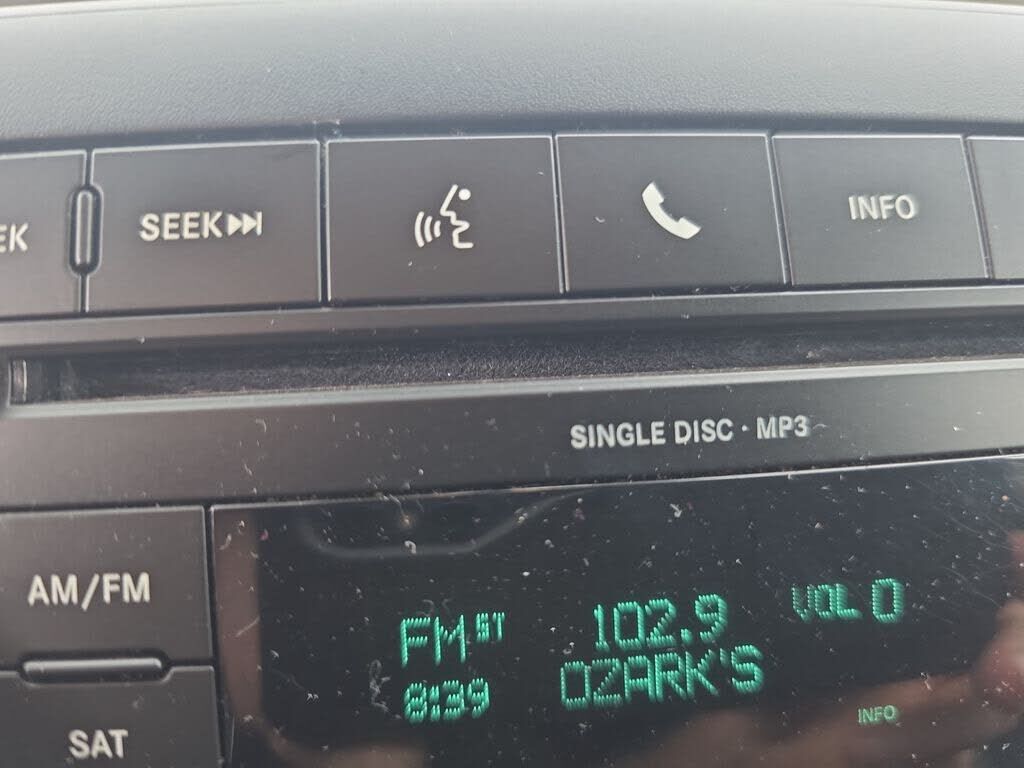 EK
SEEK
INFO
SINGLE DISC · MP3
AM/FM
FM ST 102.9 VOL 0
8:39 OZARK'S
INFO
SAT